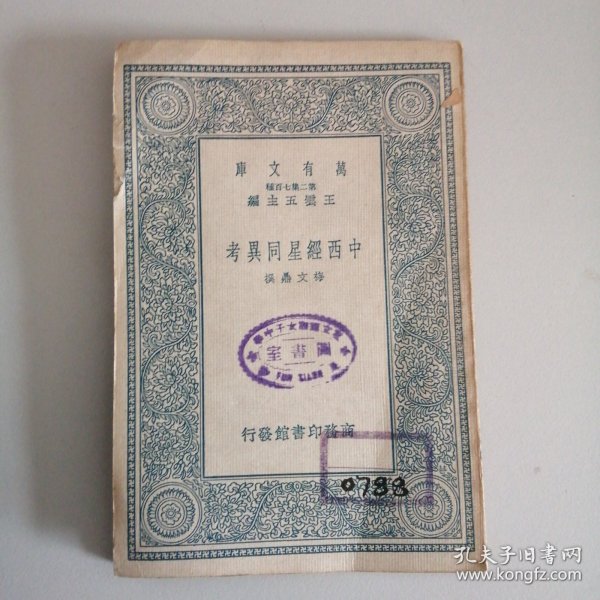 萬有文庫
第二集七百種
王雲五主編
中西經星同異考
梅文鼎撰
圖書室
商務印書館發行
0788
孔夫子旧书网
www.kongfz.com